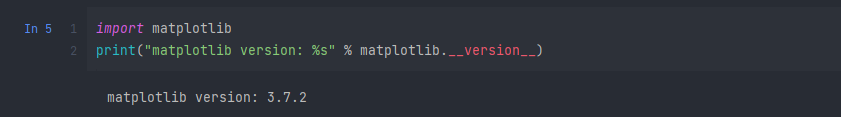 In 5 1 import matplotlib
2 print("matplotlib version: %s" % matplotlib.__version__)
matplotlib version: 3.7.2